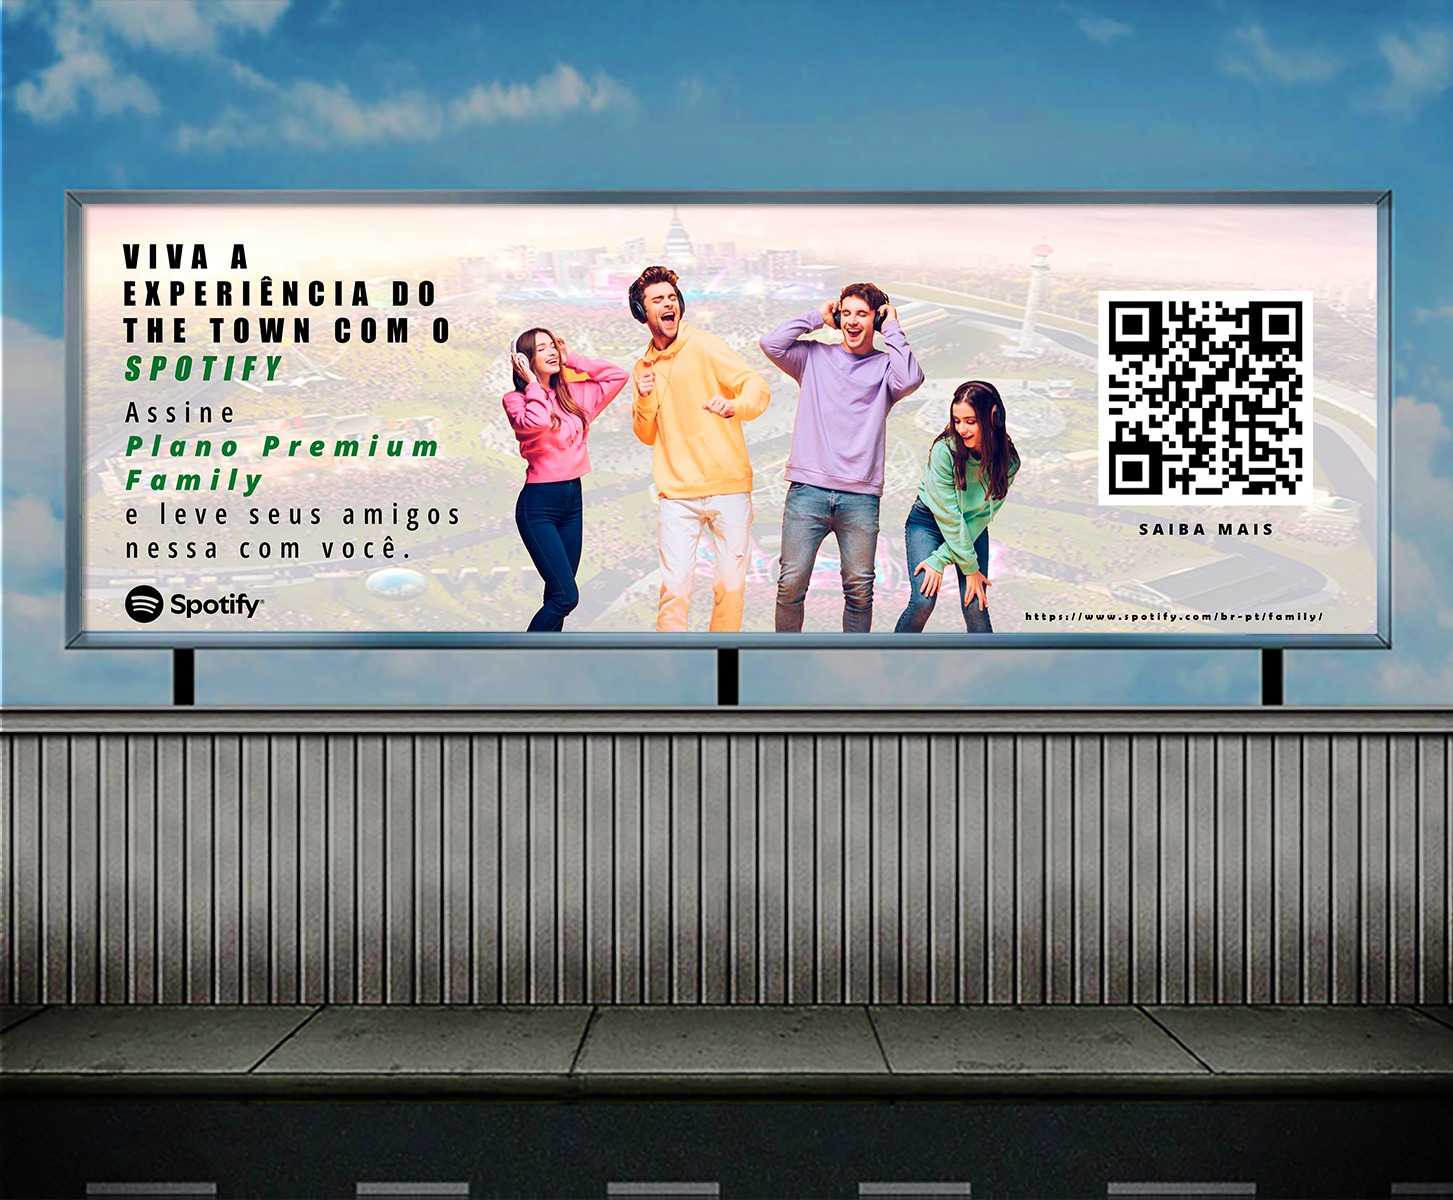 VIVA A
EXPERIÊNCIA DO
THE TOWN COM O
SPOTIFY
Assine
Plano Premium
Family
e leve seus amigos
nessa com você.
Spotify
SAIBA MAIS
https://www.spotify.com/br-pt/family/